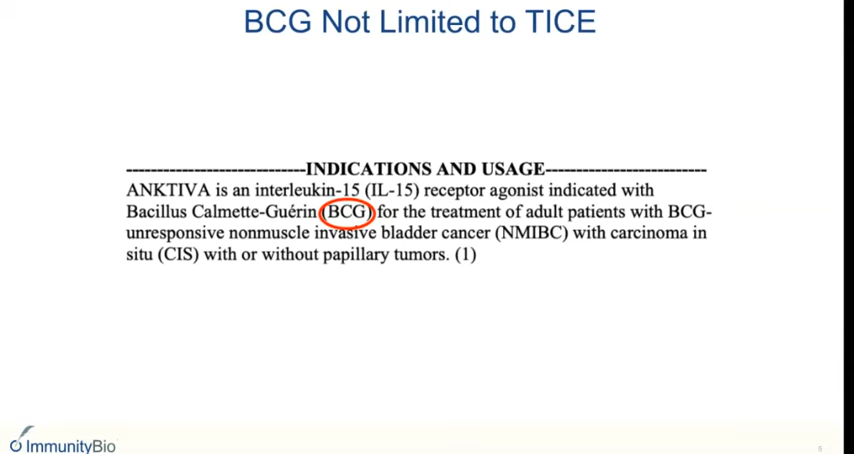 BCG Not Limited to TICE
-----------------------------INDICATIONS AND USAGE--------------------------
ANKTIVA is an interleukin-15 (IL-15) receptor agonist indicated with
Bacillus Calmette-Guérin (BCG) for the treatment of adult patients with BCG-
unresponsive nonmuscle invasive bladder cancer (NMIBC) with carcinoma in
situ (CIS) with or without papillary tumors. (1)
ImmunityBio